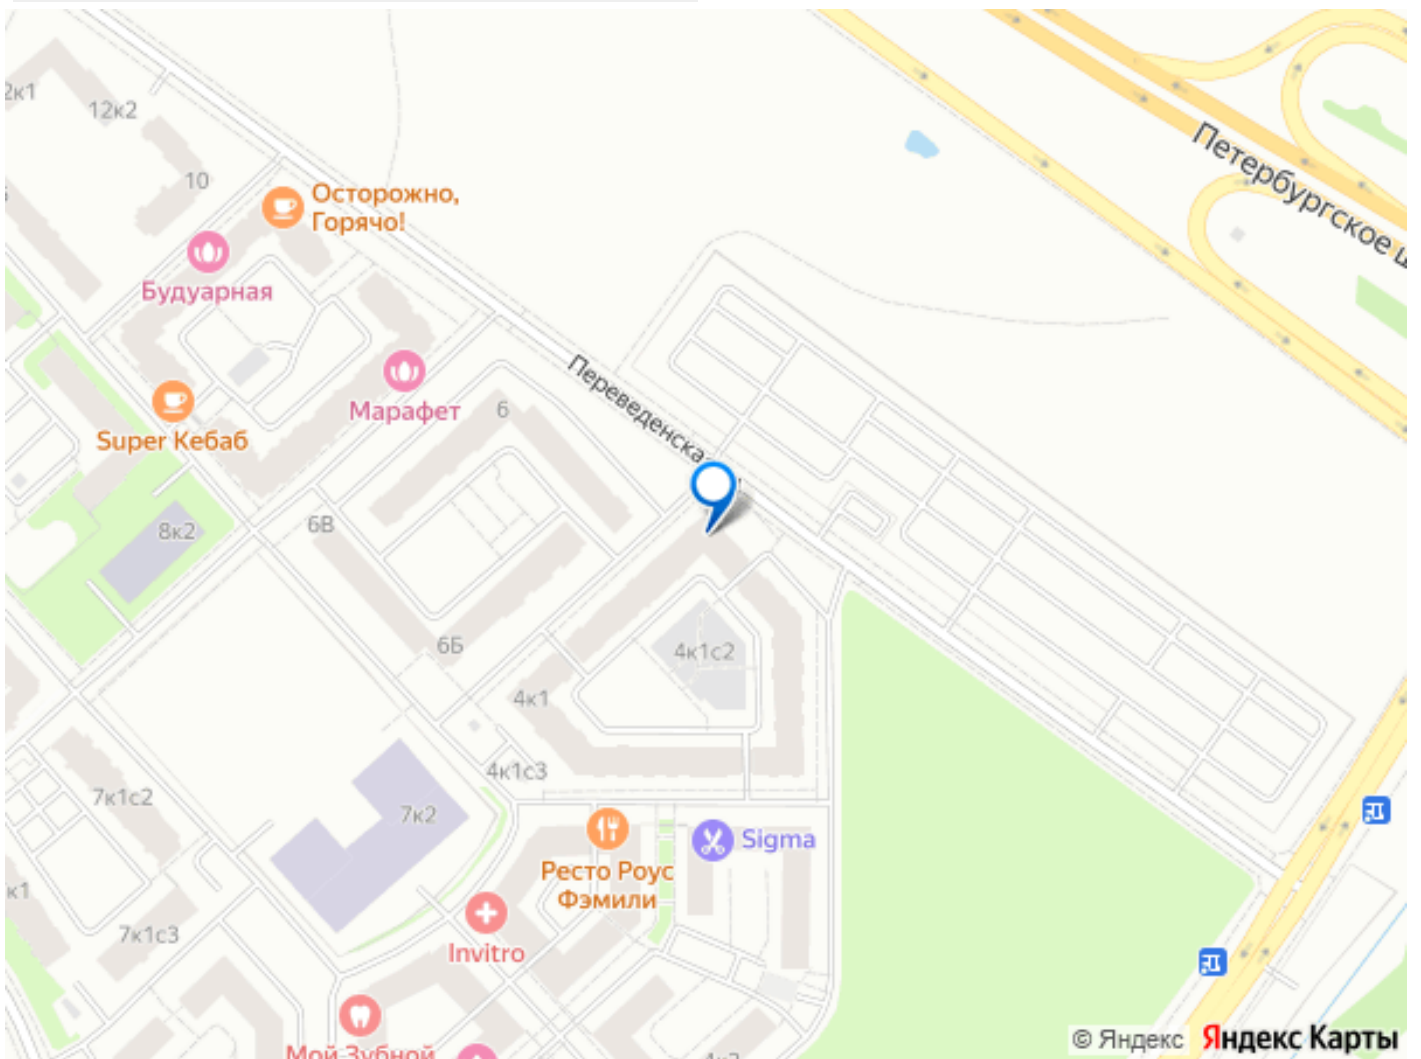 2к1
12к2
10
Осторожно,
Горячо!
Будуарная
Марафет
Super Кебаб
6
6В
8к2
6Б
Переведенская
Петербургское ш
4к1с2
4к1
4к1с3
7к1с2
7к2
к1
7к1с3
Sigma
Ресто Роус
Фэмили
Invitro
Мой Зубной
4к2
© Яндекс Яндекс Карты